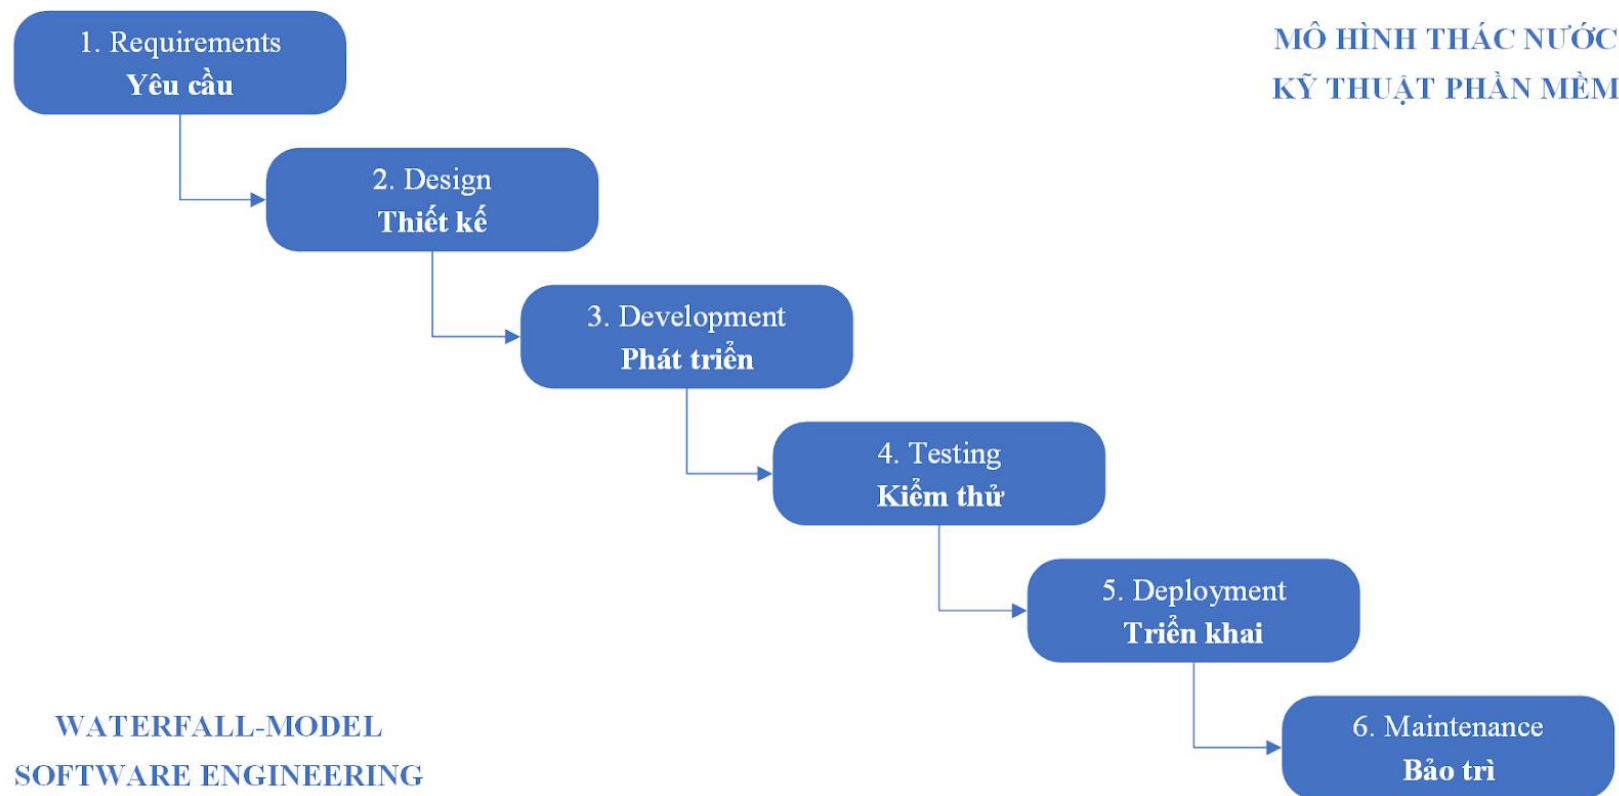 1. Requirements
Yêu cầu
MÔ HÌNH THÁC NƯỚC
KỸ THUẬT PHẦN MỀM
2. Design
Thiết kế
3. Development
Phát triển
4. Testing
Kiểm thử
5. Deployment
Triển khai
6. Maintenance
Bảo trì
WATERFALL-MODEL
SOFTWARE ENGINEERING